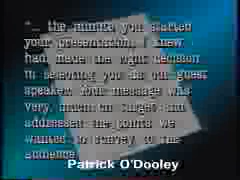 "... the minute you started
your presentation, I knew I
had made the right decision
in selecting you as our guest
speaker. Your message was
very much on target and
addressed the points we
wanted to convey to the
audience.
Patrick O'Dooley